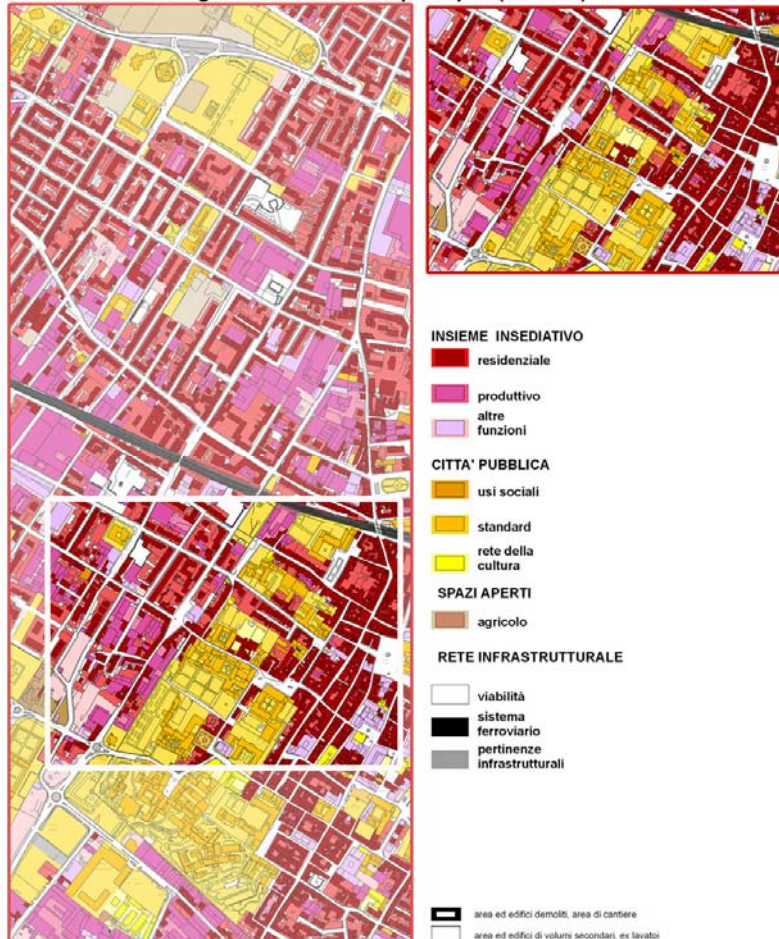 INSIEME INSEDIATIVO
residenziale
produttivo
altre
funzioni
CITTA' PUBBLICA
usi sociali
standard
rete della
cultura
SPAZI APERTI
agricolo
RETE INFRASTRUTTURALE
viabilità
sistema
ferroviario
pertinenze
infrastrutturali
area ed edifici demoliti, area di cantiere
area ed edifici di volumi secondari, ex lavatoi